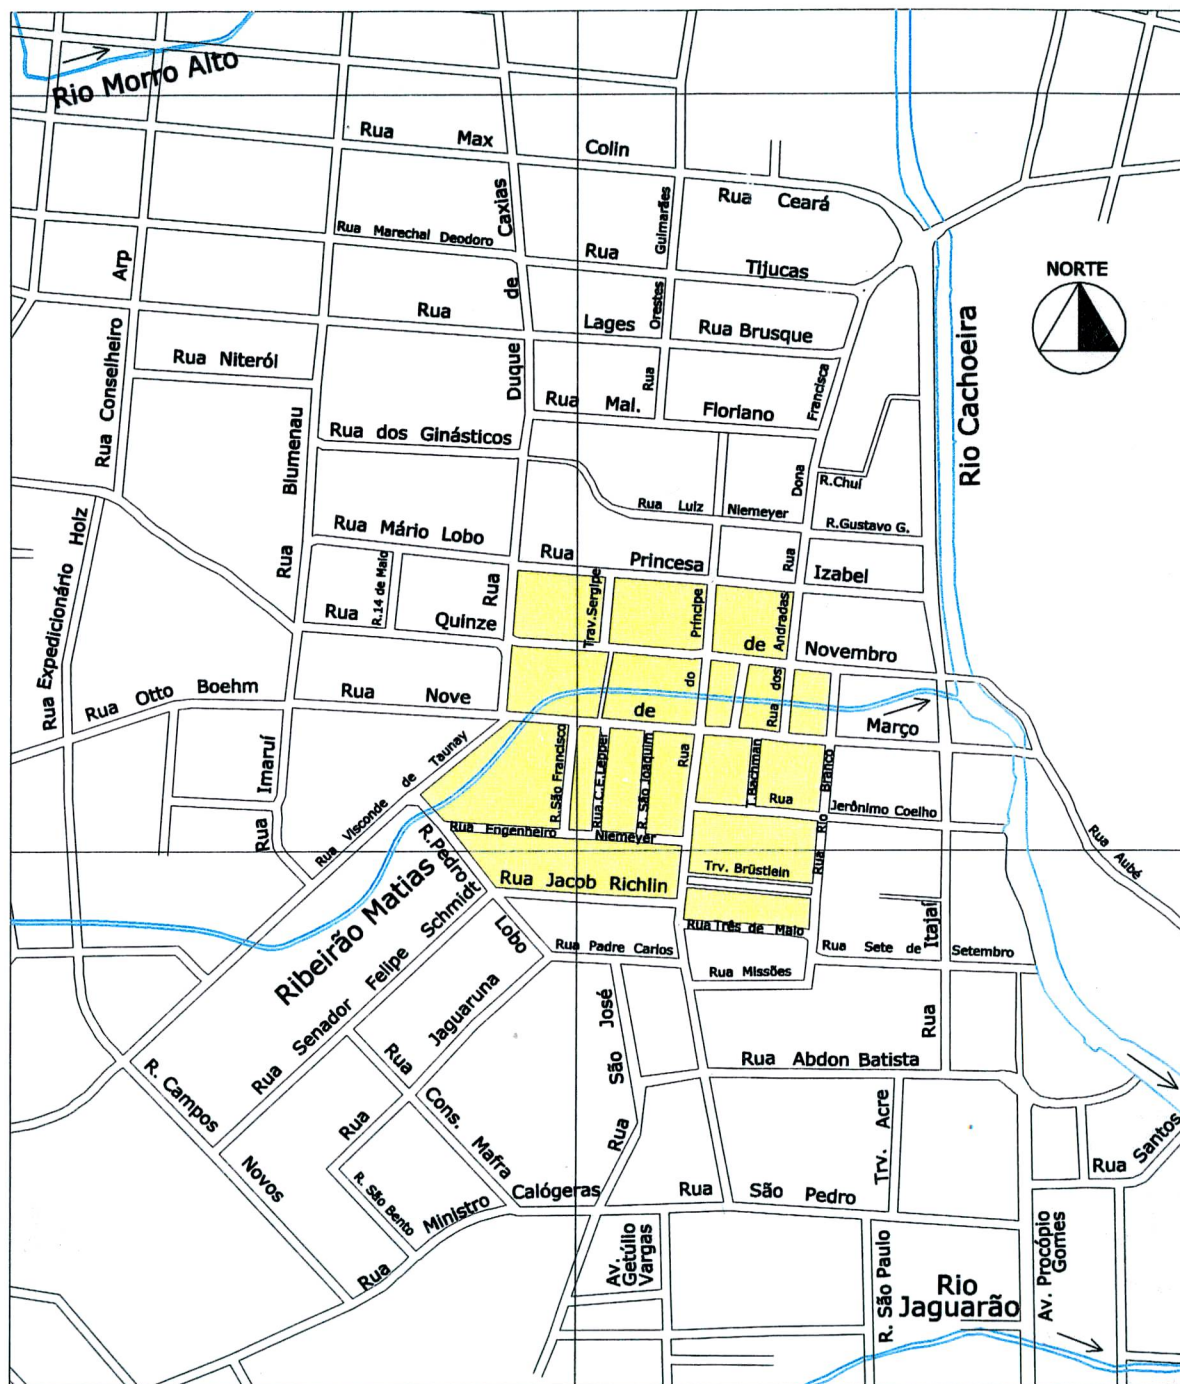 Rio Morro Alto
Rua Max Colin
Rua Ceará
Rua Marechal Deodoro
Rua Tijucas
Rua Duque de Caxias
Rua Orestes Guimarães
NORTE
Rio Cachoeira
Rua Lages
Rua Brusque
Rua Conselheiro Arp
Rua Niterói
Rua Blumenau
Rua Mal. Floriano
Rua Dona Francisca
Rua dos Ginásticos
R.Chuí
Rua Luiz Niemeyer
R.Gustavo G.
Rua Expedicionário Holz
Rua Mário Lobo
Rua Princesa Izabel
R.14 de Maio
Trav.Sergipe
Rua do Príncipe
Rua dos Andradas
Rua Quinze de Novembro
Rua Otto Boehm
Rua Nove de Março
Rua Imaruí
Rua Visconde de Taunay
R.São Francisco
Rua.C.E.Lepper
R. São Joaquim
T.Bachman
Rua Rio Branco
Rua Jerônimo Coelho
Rua Aubé
Rua Engenheiro Niemeyer
R.Pedro Lobo
Trv. Brüstlein
Rua Jacob Richlin
Ribeirão Matias
Rua Senador Felipe Schmidt
Rua Três de Maio
Rua Padre Carlos
Rua Sete de Setembro
Rua Itajaí
Rua Missões
Rua Jaguaruna
Rua São José
Rua Abdon Batista
R. Campos Novos
Rua Cons. Mafra
Trv. Acre
Rua Santos
R. São Bento
Rua Ministro Calógeras
Rua São Pedro
Av.
Getúlio
Vargas
R. São Paulo
Rio
Jaguarão
Av. Procópio
Gomes